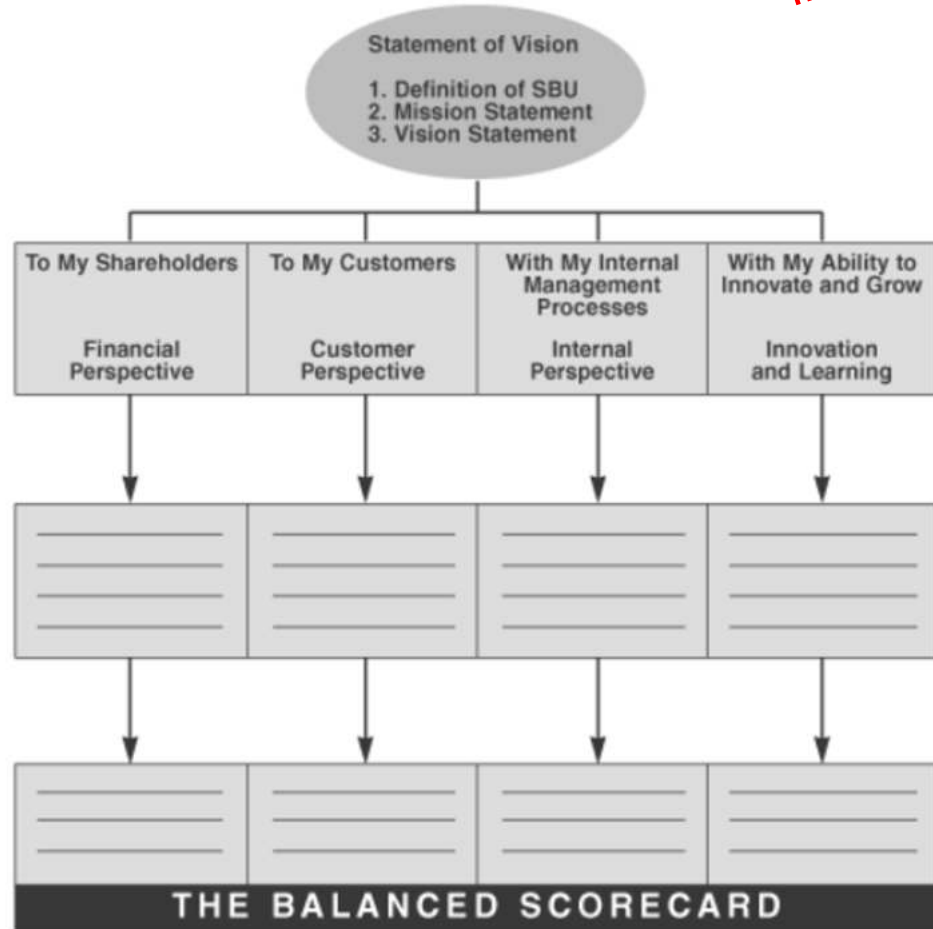 Statement of Vision
1. Definition of SBU
2. Mission Statement
3. Vision Statement
To My Shareholders
Financial
Perspective
To My Customers
Customer
Perspective
With My Internal
Management
Processes
Internal
Perspective
With My Ability to
Innovate and Grow
Innovation
and Learning
THE BALANCED SCORECARD